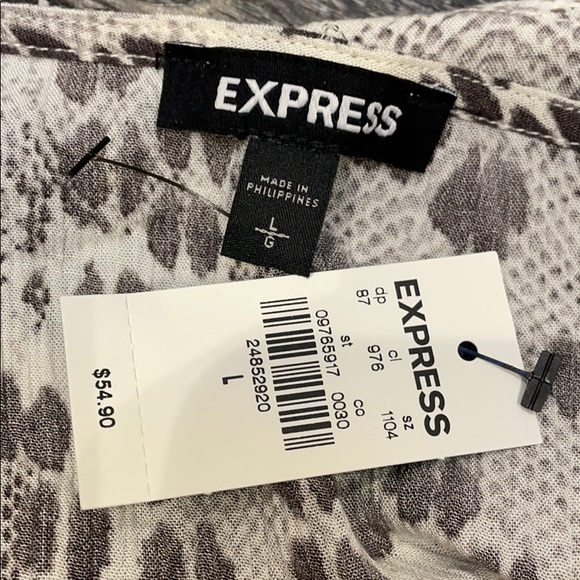 EXPRESS
MADE IN
PHILIPPINES
L
G
EXPRESS
dp cl sz
87 976 1104
st co
09765917 0030
24852920
L
$54.90